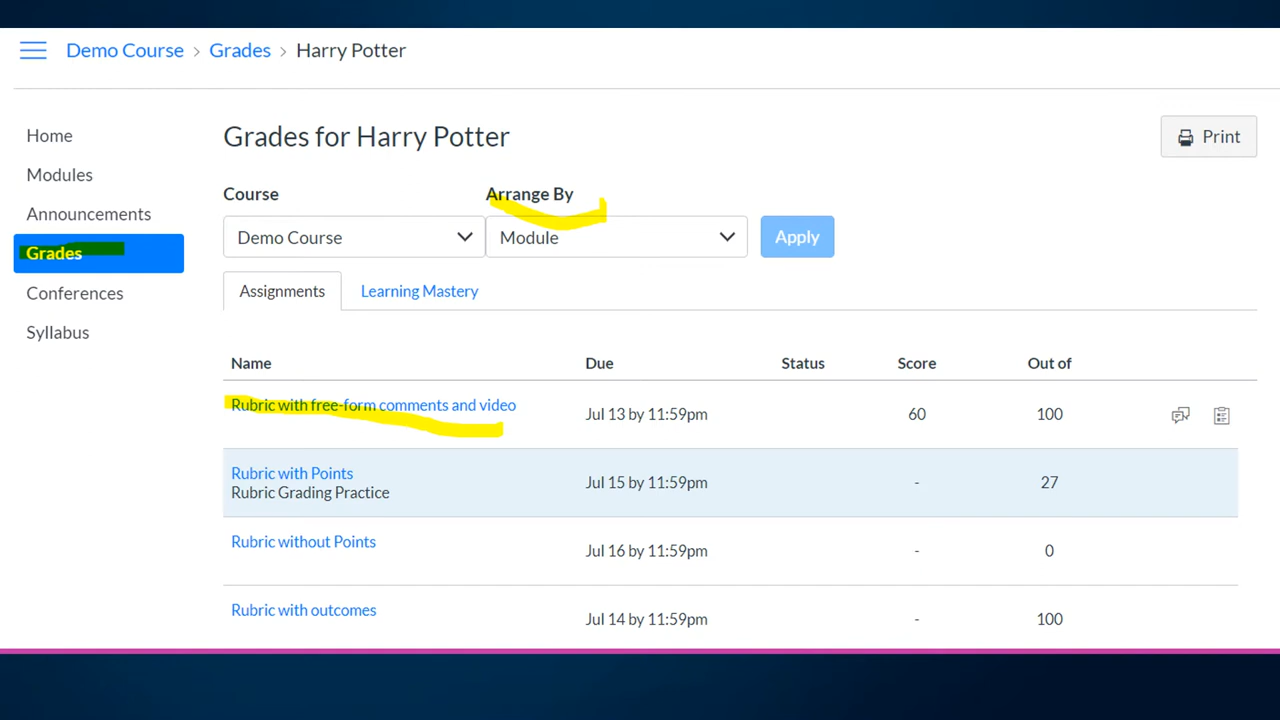 Demo Course > Grades > Harry Potter
Home
Modules
Announcements
Grades
Conferences
Syllabus
Grades for Harry Potter
Print
Course
Arrange By
Demo Course
Module
Apply
Assignments
Learning Mastery
Name Due Status Score Out of
Rubric with free-form comments and video Jul 13 by 11:59pm 60 100
Rubric with Points Jul 15 by 11:59pm - 27
Rubric Grading Practice
Rubric without Points Jul 16 by 11:59pm - 0
Rubric with outcomes Jul 14 by 11:59pm - 100